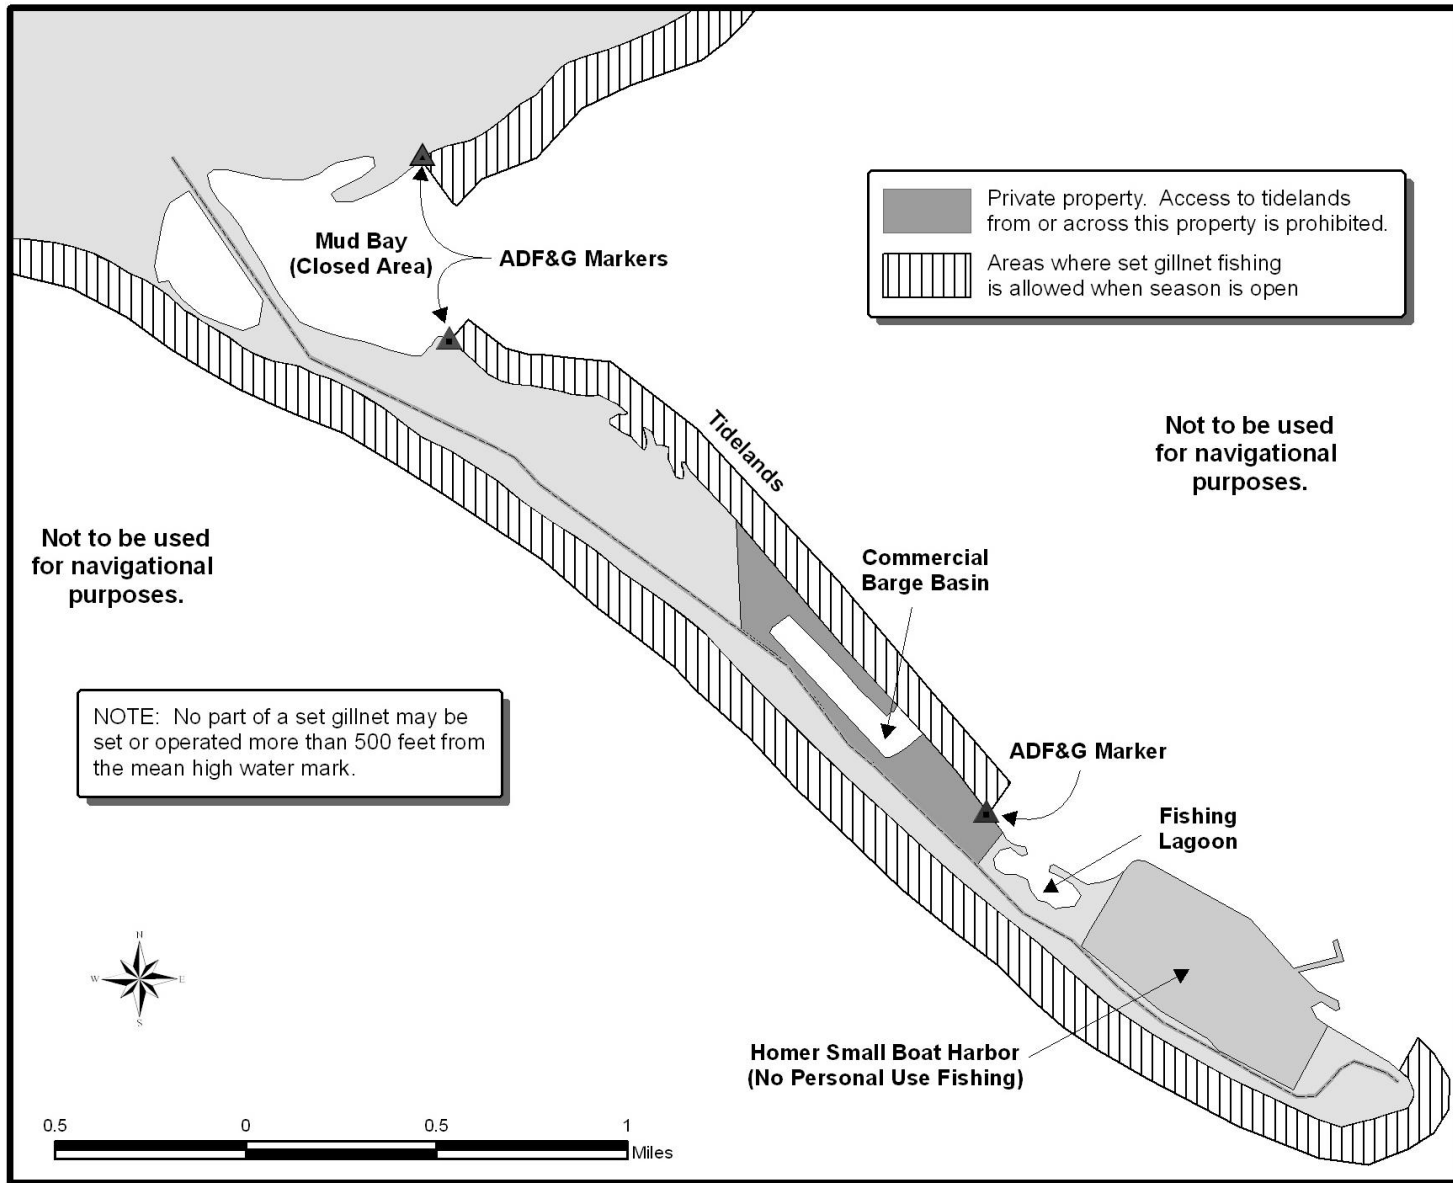 Private property.  Access to tidelands
from or across this property is prohibited.
Areas where set gillnet fishing
is allowed when season is open
Mud Bay
(Closed Area)
ADF&G Markers
Tidelands
Not to be used
for navigational
purposes.
Not to be used
for navigational
purposes.
Commercial
Barge Basin
NOTE:  No part of a set gillnet may be
set or operated more than 500 feet from
the mean high water mark.
ADF&G Marker
Fishing
Lagoon
N
W E
S
Homer Small Boat Harbor
(No Personal Use Fishing)
0.5 0 0.5 1
Miles